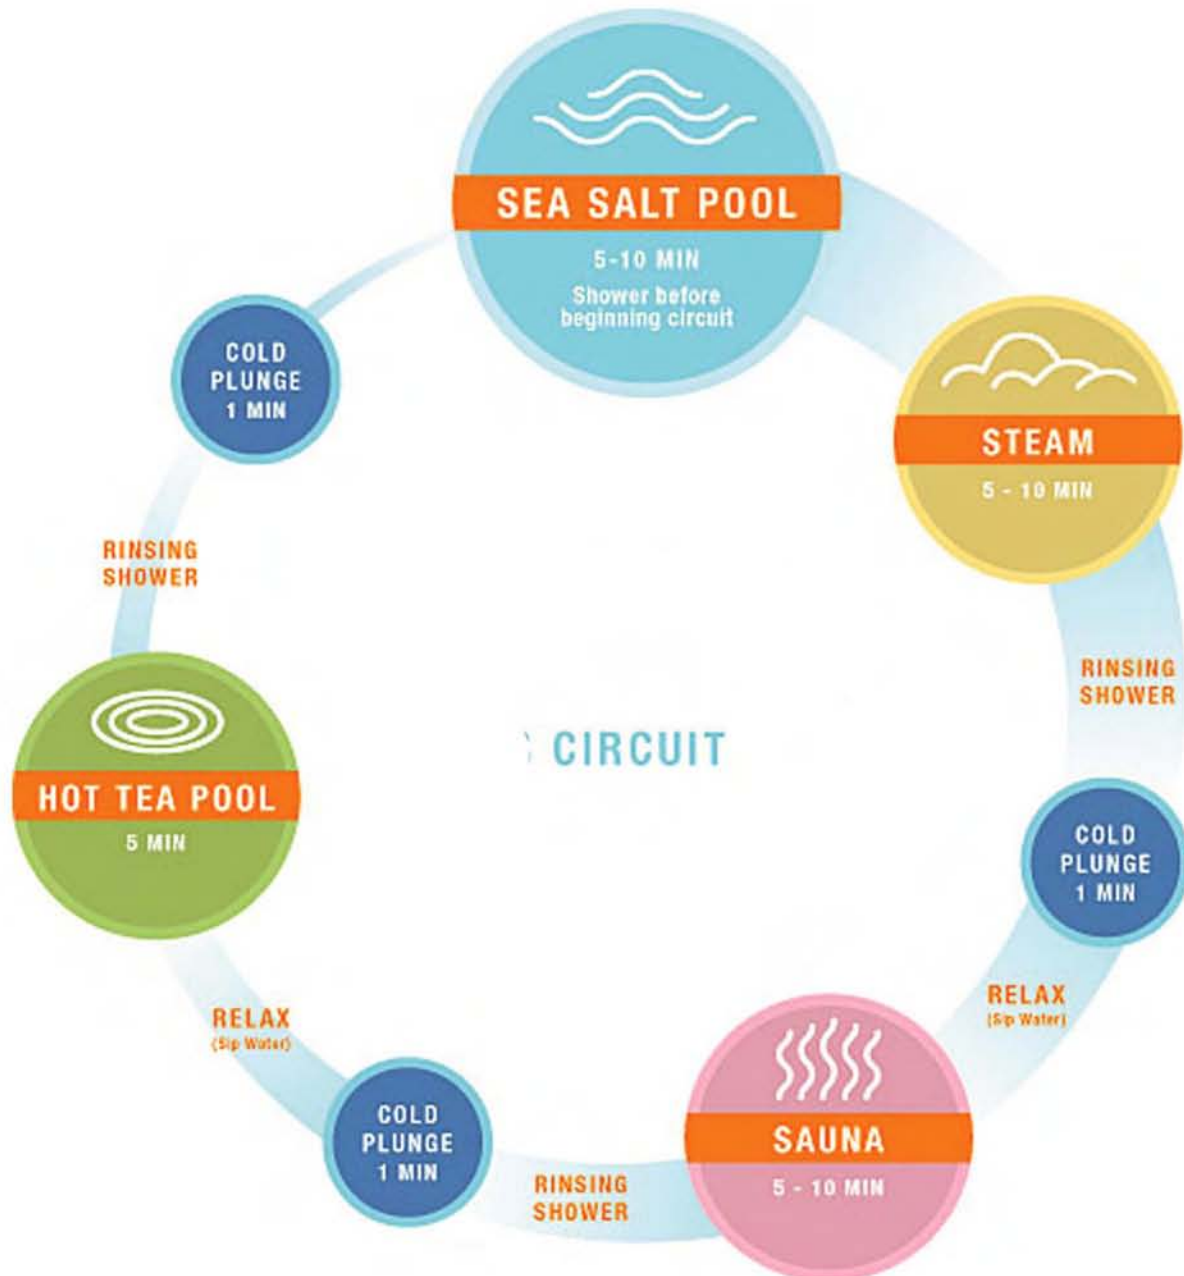 SEA SALT POOL
5-10 MIN
Shower before
beginning circuit
STEAM
5 - 10 MIN
RINSING
SHOWER
COLD
PLUNGE
1 MIN
RELAX
(Sip Water)
SAUNA
5 - 10 MIN
RINSING
SHOWER
COLD
PLUNGE
1 MIN
RELAX
(Sip Water)
HOT TEA POOL
5 MIN
RINSING
SHOWER
COLD
PLUNGE
1 MIN
CIRCUIT